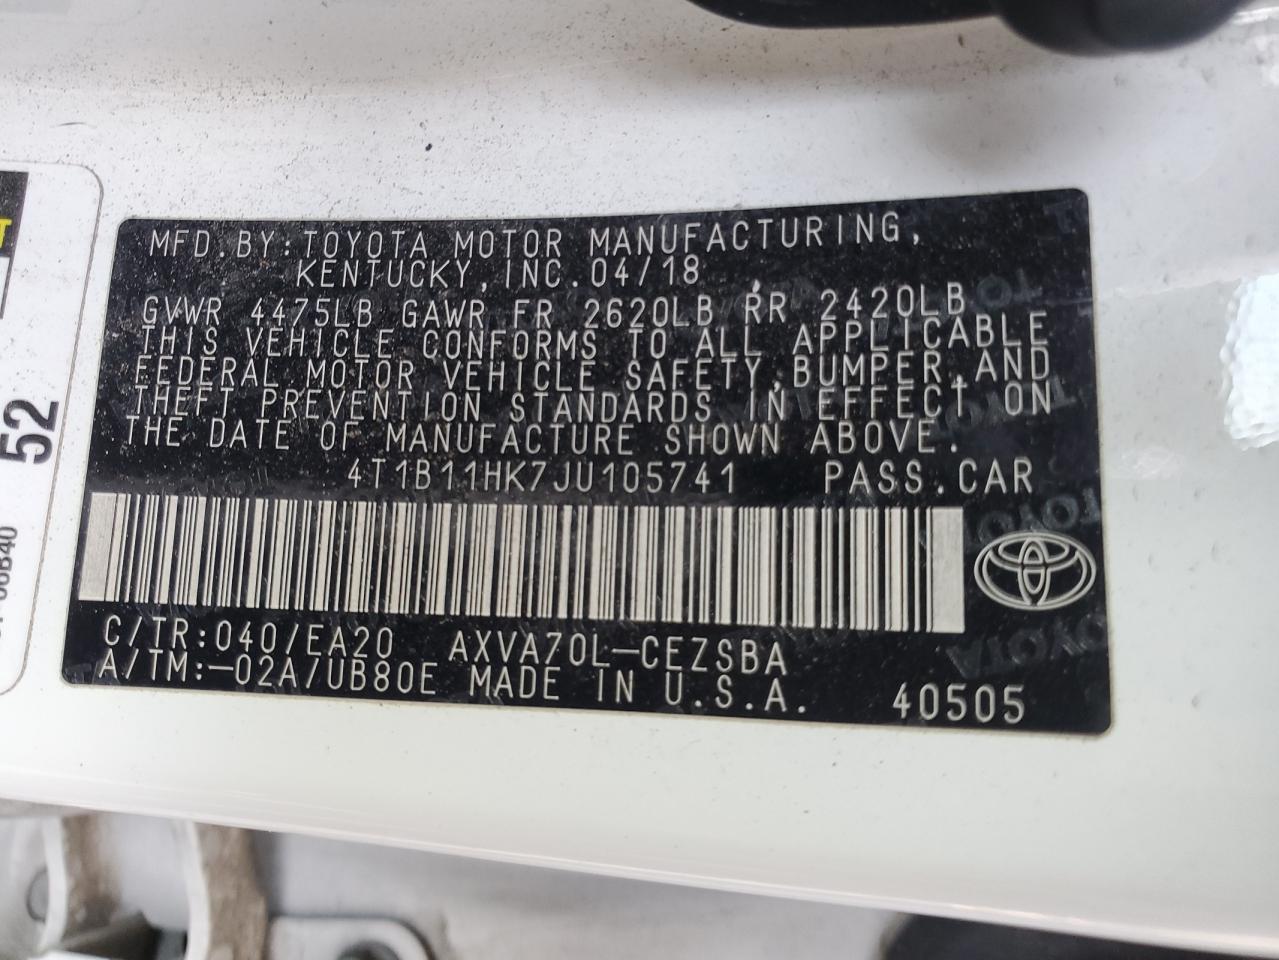 MFD. BY: TOYOTA MOTOR MANUFACTURING,
KENTUCKY, INC. 04/18
GVWR 4475LB GAWR FR 2620LB RR 2420LB
THIS VEHICLE CONFORMS TO ALL APPLICABLE
FEDERAL MOTOR VEHICLE SAFETY, BUMPER, AND
THEFT PREVENTION STANDARDS IN EFFECT ON
THE DATE OF MANUFACTURE SHOWN ABOVE.
4T1B11HK7JU105741 PASS. CAR
C/TR: 040/EA20 AXVA70L-CEZSBA
A/TM:-02A/UB80E MADE IN U.S.A. 40505
52